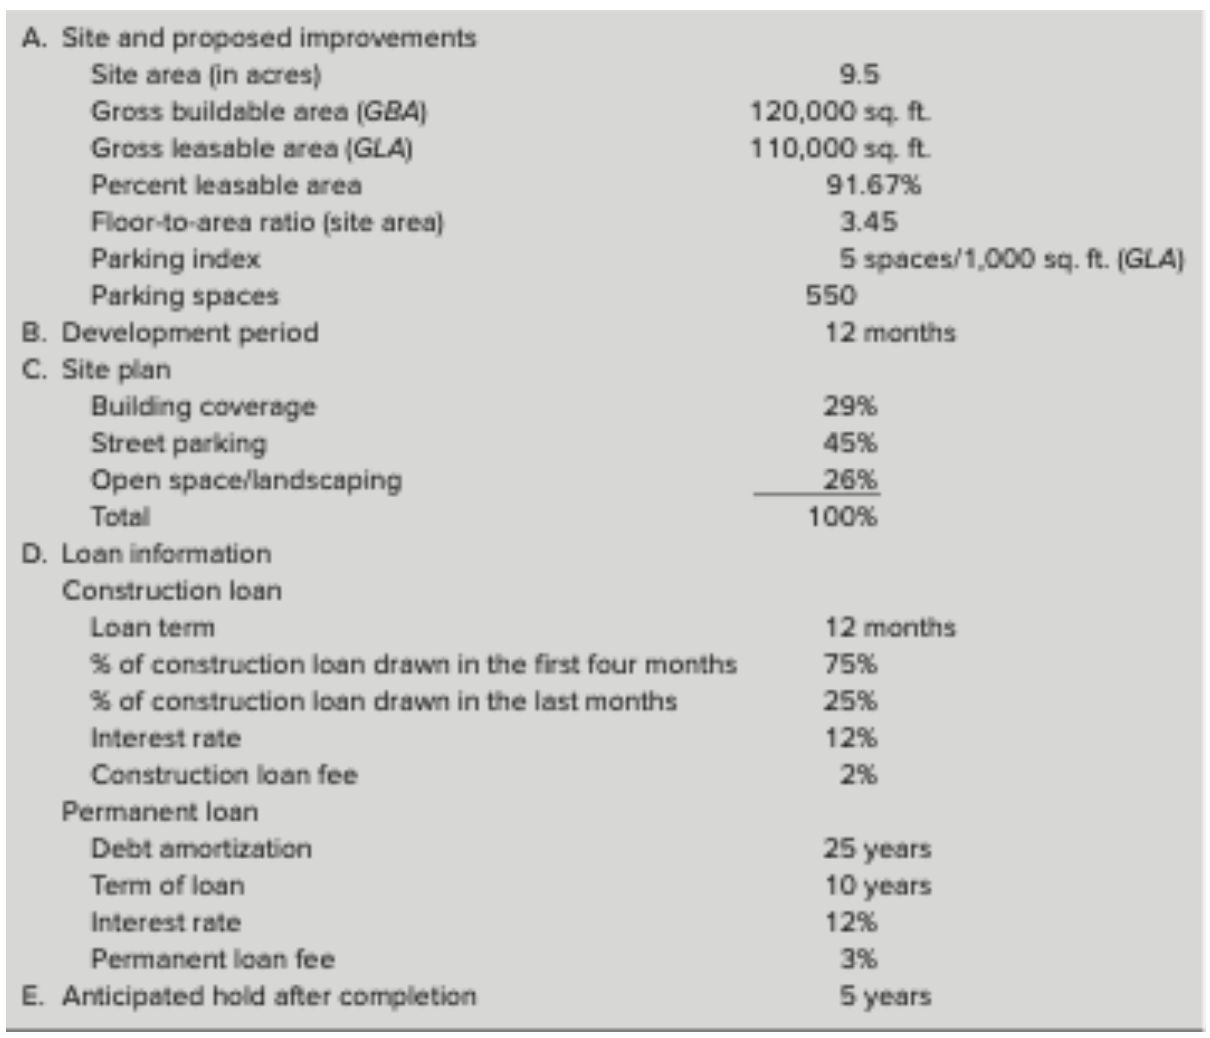 A. Site and proposed improvements
Site area (in acres) 9.5
Gross buildable area (GBA) 120,000 sq. ft.
Gross leasable area (GLA) 110,000 sq. ft.
Percent leasable area 91.67%
Floor-to-area ratio (site area) 3.45
Parking index 5 spaces/1,000 sq. ft. (GLA)
Parking spaces 550
B. Development period 12 months
C. Site plan
Building coverage 29%
Street parking 45%
Open space/landscaping 26%
Total 100%
D. Loan information
Construction loan
Loan term 12 months
% of construction loan drawn in the first four months 75%
% of construction loan drawn in the last months 25%
Interest rate 12%
Construction loan fee 2%
Permanent loan
Debt amortization 25 years
Term of loan 10 years
Interest rate 12%
Permanent loan fee 3%
E. Anticipated hold after completion 5 years